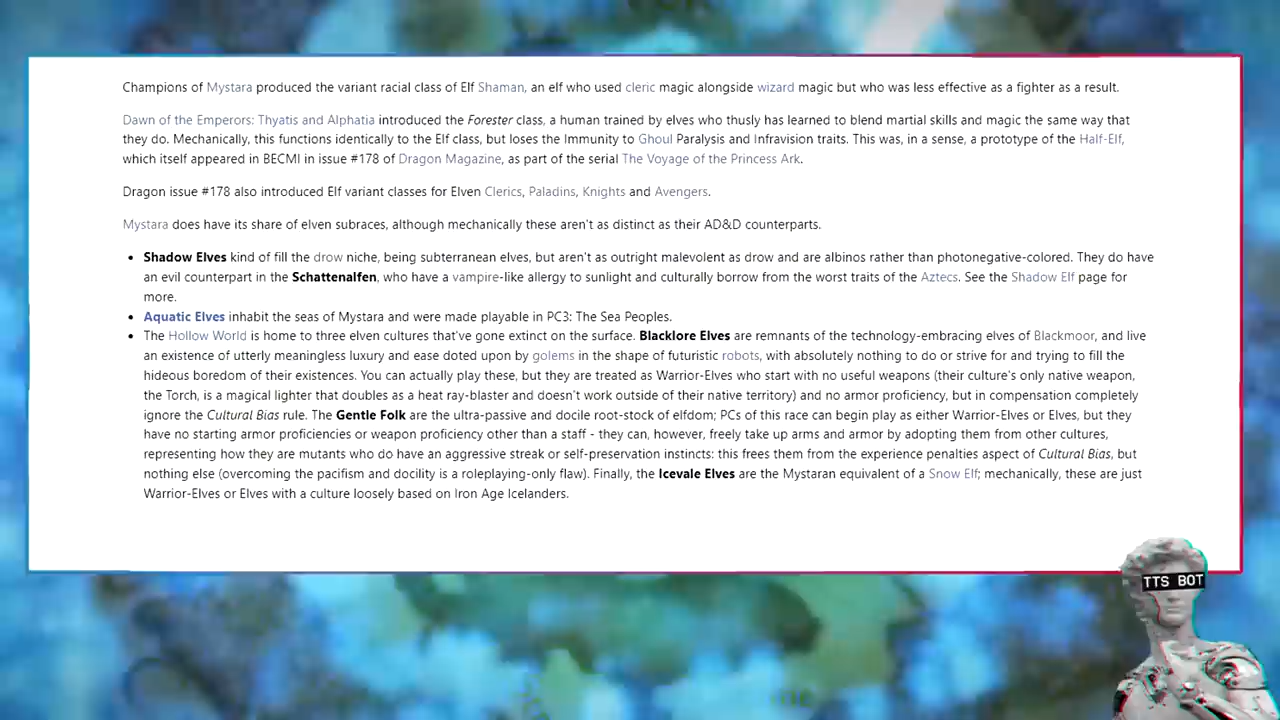 Champions of Mystara produced the variant racial class of Elf Shaman, an elf who used cleric magic alongside wizard magic but who was less effective as a fighter as a result.
Dawn of the Emperors: Thyatis and Alphatia introduced the Forester class, a human trained by elves who thusly has learned to blend martial skills and magic the same way that
they do. Mechanically, this functions identically to the Elf class, but loses the Immunity to Ghoul Paralysis and Infravision traits. This was, in a sense, a prototype of the Half-Elf,
which itself appeared in BECMI in issue #178 of Dragon Magazine, as part of the serial The Voyage of the Princess Ark.
Dragon issue #178 also introduced Elf variant classes for Elven Clerics, Paladins, Knights and Avengers.
Mystara does have its share of elven subraces, although mechanically these aren't as distinct as their AD&D counterparts.
• Shadow Elves kind of fill the drow niche, being subterranean elves, but aren't as outright malevolent as drow and are albinos rather than photonegative-colored. They do have
an evil counterpart in the Schattenalfen, who have a vampire-like allergy to sunlight and culturally borrow from the worst traits of the Aztecs. See the Shadow Elf page for
more.
• Aquatic Elves inhabit the seas of Mystara and were made playable in PC3: The Sea Peoples.
• The Hollow World is home to three elven cultures that've gone extinct on the surface. Blacklore Elves are remnants of the technology-embracing elves of Blackmoor, and live
an existence of utterly meaningless luxury and ease doted upon by golems in the shape of futuristic robots, with absolutely nothing to do or strive for and trying to fill the
hideous boredom of their existences. You can actually play these, but they are treated as Warrior-Elves who start with no useful weapons (their culture's only native weapon,
the Torch, is a magical lighter that doubles as a heat ray-blaster and doesn't work outside of their native territory) and no armor proficiency, but in compensation completely
ignore the Cultural Bias rule. The Gentle Folk are the ultra-passive and docile root-stock of elfdom; PCs of this race can begin play as either Warrior-Elves or Elves, but they
have no starting armor proficiencies or weapon proficiency other than a staff - they can, however, freely take up arms and armor by adopting them from other cultures,
representing how they are mutants who do have an aggressive streak or self-preservation instincts: this frees them from the experience penalties aspect of Cultural Bias, but
nothing else (overcoming the pacifism and docility is a roleplaying-only flaw). Finally, the Icevale Elves are the Mystaran equivalent of a Snow Elf; mechanically, these are just
Warrior-Elves or Elves with a culture loosely based on Iron Age Icelanders.
TTS BOT